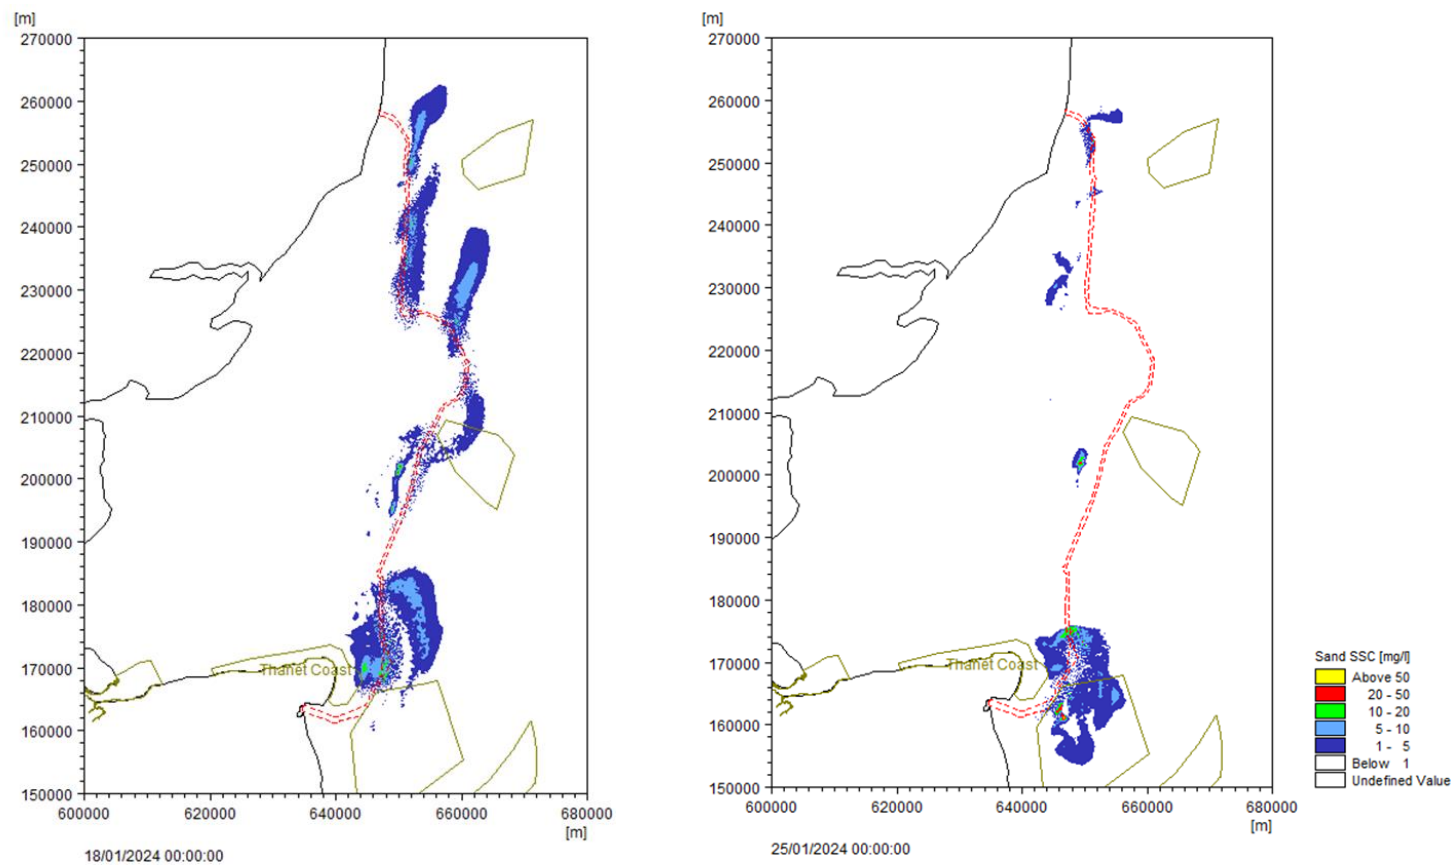 [m]
270000
260000
250000
240000
230000
220000
210000
200000
190000
180000
170000
160000
150000
Thanet Coast
600000 620000 640000 660000 680000
[m]
18/01/2024 00:00:00
[m]
270000
260000
250000
240000
230000
220000
210000
200000
190000
180000
170000
160000
150000
Thanet Coast
600000 620000 640000 660000 680000
[m]
25/01/2024 00:00:00
Sand SSC [mg/l]
Above 50
20 - 50
10 - 20
5 - 10
1 - 5
Below 1
Undefined Value